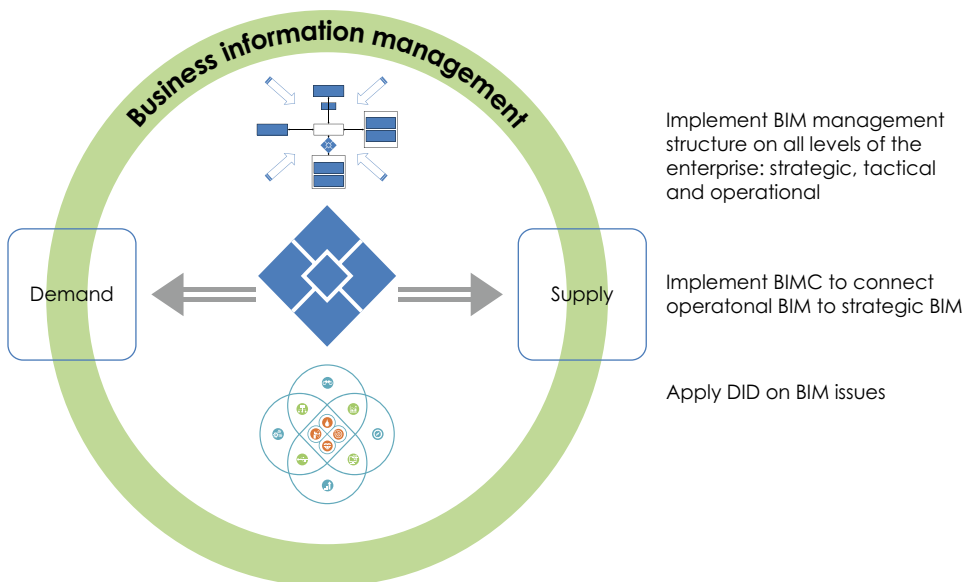 Business information management
Implement BIM management
structure on all levels of the
enterprise: strategic, tactical
and operational
Demand
Supply
Implement BIMC to connect
operatonal BIM to strategic BIM
Apply DID on BIM issues